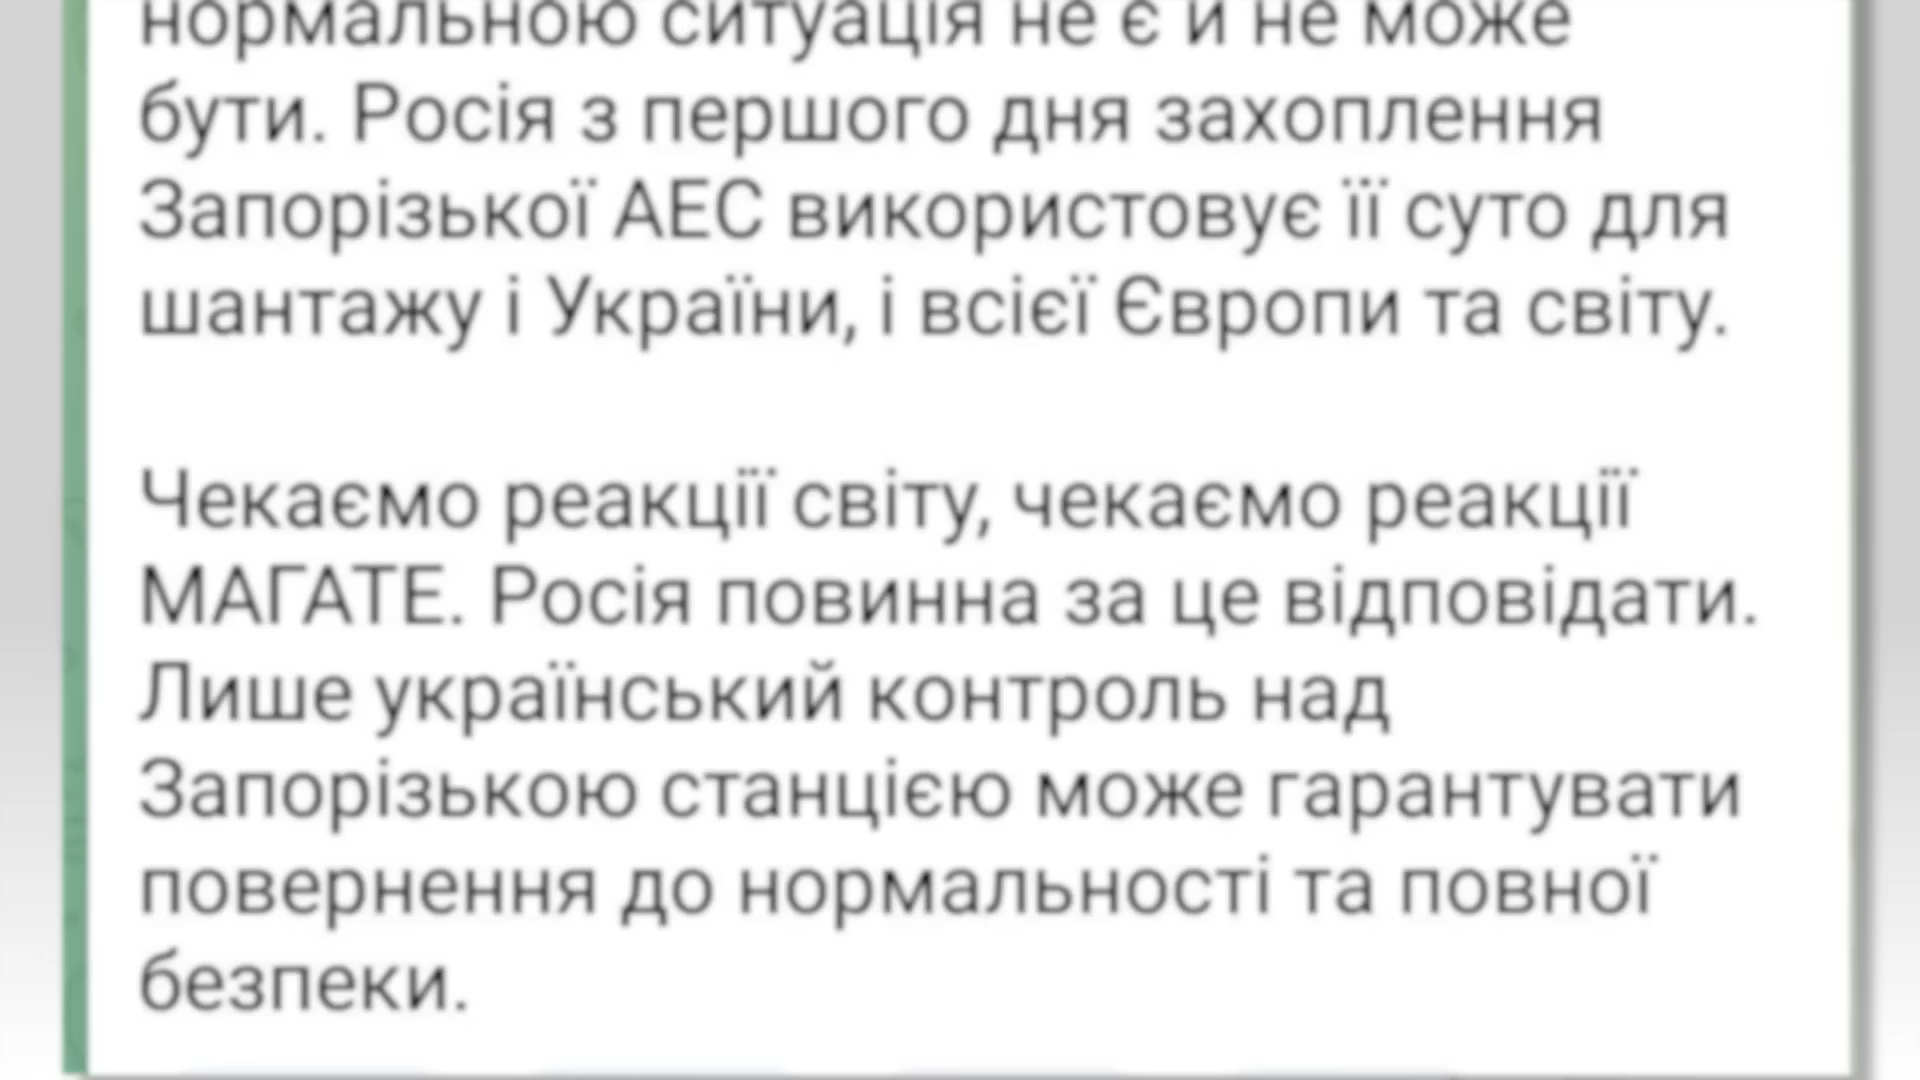 нормальною ситуація не є й не може
бути. Росія з першого дня захоплення
Запорізької АЕС використовує її суто для
шантажу і України, і всієї Європи та світу.
Чекаємо реакції світу, чекаємо реакції
МАГАТЕ. Росія повинна за це відповідати.
Лише український контроль над
Запорізькою станцією може гарантувати
повернення до нормальності та повної
безпеки.